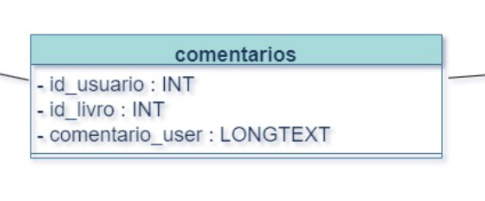 comentarios
- id_usuario : INT
- id_livro : INT
- comentario_user : LONGTEXT